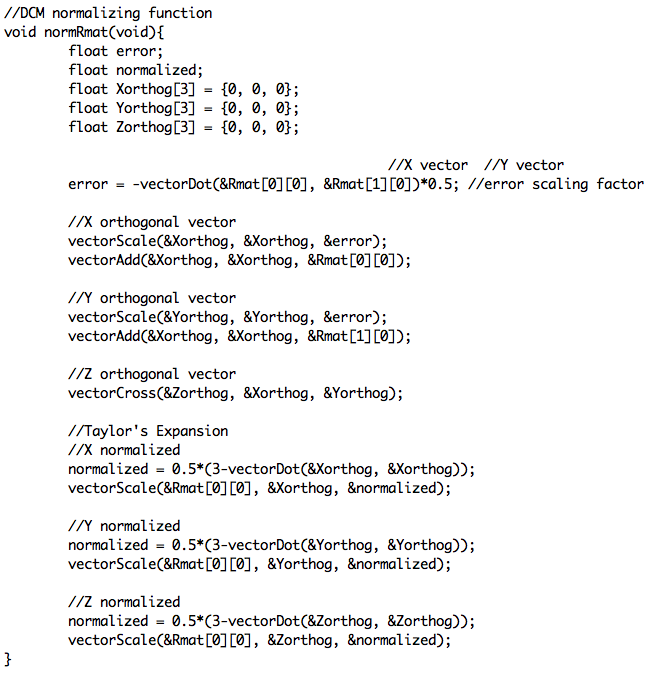 //DCM normalizing function
void normRmat(void){
        float error;
        float normalized;
        float Xorthog[3] = {0, 0, 0};
        float Yorthog[3] = {0, 0, 0};
        float Zorthog[3] = {0, 0, 0};

                                                //X vector  //Y vector
        error = -vectorDot(&Rmat[0][0], &Rmat[1][0])*0.5; //error scaling factor

        //X orthogonal vector
        vectorScale(&Xorthog, &Xorthog, &error);
        vectorAdd(&Xorthog, &Xorthog, &Rmat[0][0]);

        //Y orthogonal vector
        vectorScale(&Yorthog, &Yorthog, &error);
        vectorAdd(&Xorthog, &Xorthog, &Rmat[1][0]);

        //Z orthogonal vector
        vectorCross(&Zorthog, &Xorthog, &Yorthog);

        //Taylor's Expansion
        //X normalized
        normalized = 0.5*(3-vectorDot(&Xorthog, &Xorthog));
        vectorScale(&Rmat[0][0], &Xorthog, &normalized);

        //Y normalized
        normalized = 0.5*(3-vectorDot(&Yorthog, &Yorthog));
        vectorScale(&Rmat[0][0], &Yorthog, &normalized);

        //Z normalized
        normalized = 0.5*(3-vectorDot(&Zorthog, &Zorthog));
        vectorScale(&Rmat[0][0], &Zorthog, &normalized);
}